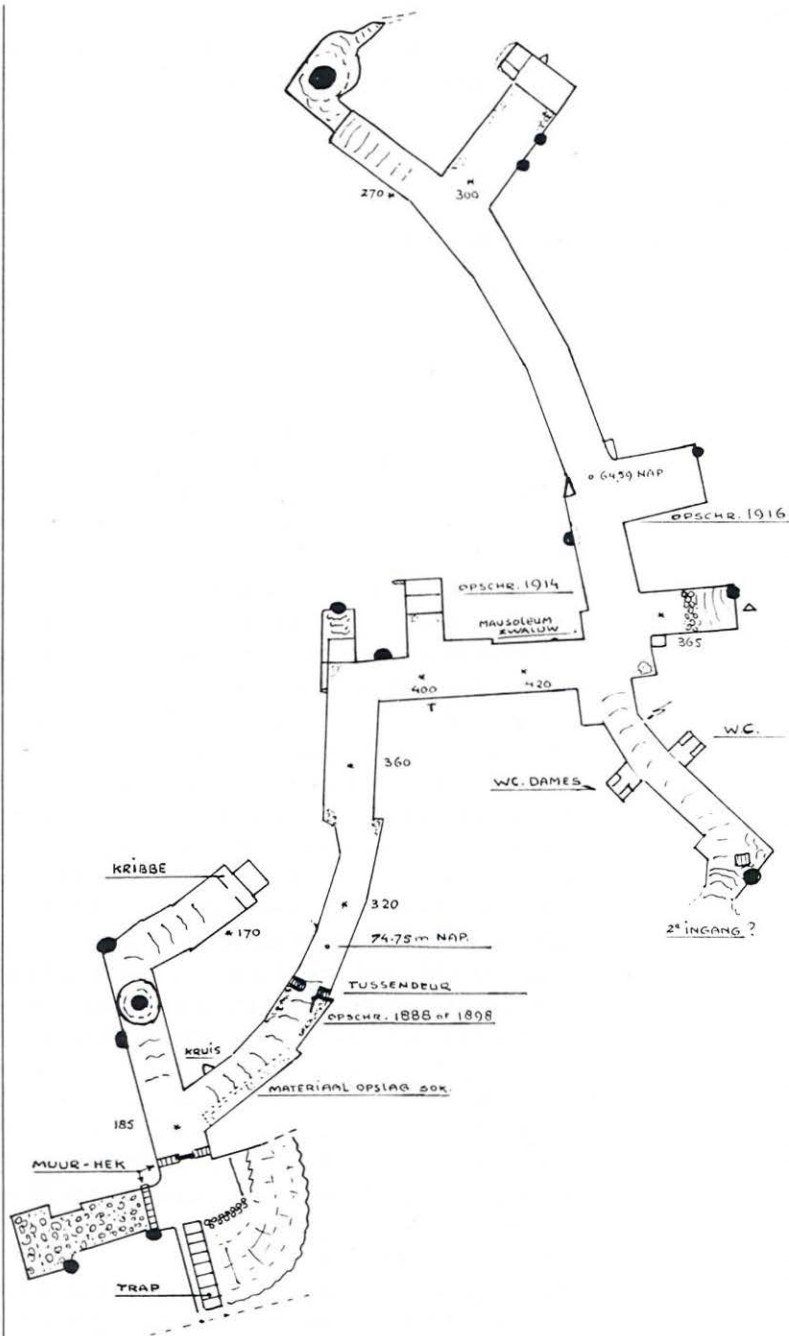 270
300
64.59 NAP
OPSCHR. 1916
OPSCHR. 1914
MAUSOLEUM
ZWALUW
365
400
420
T
W.C.
360
WC. DAMES
KRIBBE
320
170
2e INGANG ?
74.75 m NAP.
TUSSENDEUR
OPSCHR. 1888 of 1898
KRUIS
MATERIAAL OPSLAG SOK.
185
MUUR-HEK
TRAP